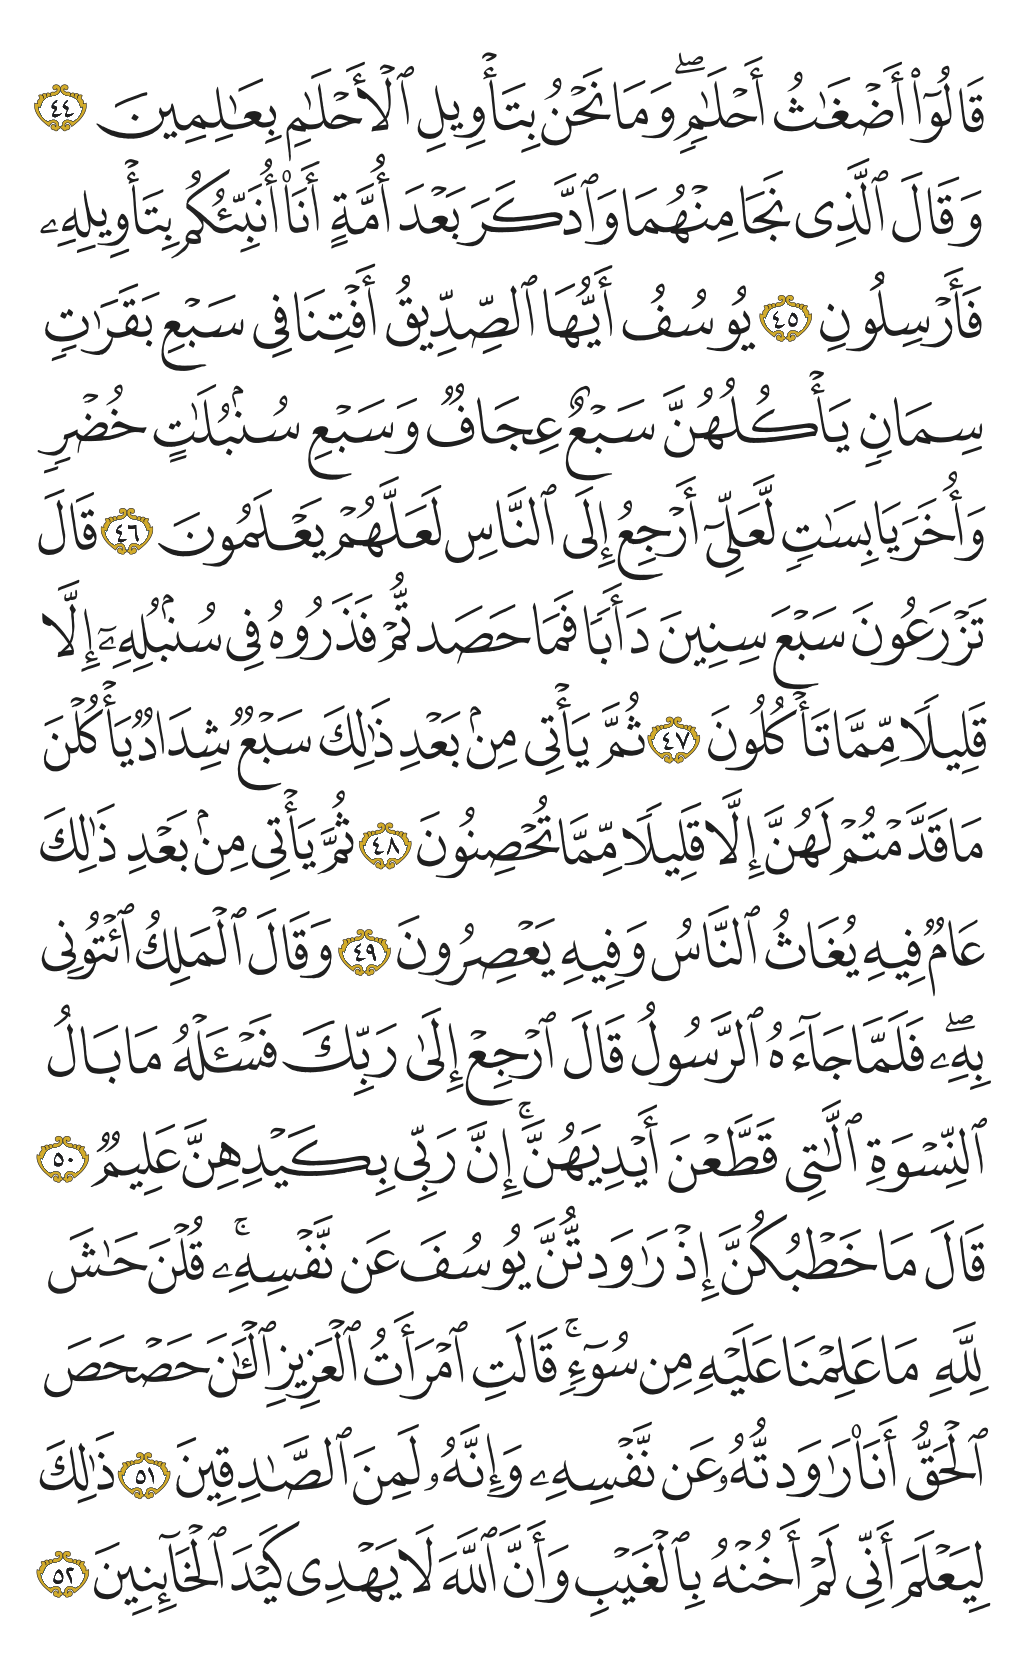 قَالُوٓا۟ أَضْغَـٰثُ أَحْلَـٰمٍۢ ۖ وَمَا نَحْنُ بِتَأْوِيلِ ٱلْأَحْلَـٰمِ بِعَـٰلِمِينَ ٤٤
وَقَالَ ٱلَّذِى نَجَا مِنْهُمَا وَٱدَّكَرَ بَعْدَ أُمَّةٍ أَنَا۠ أُنَبِّئُكُم بِتَأْوِيلِهِۦ
فَأَرْسِلُونِ ٤٥ يُوسُفُ أَيُّهَا ٱلصِّدِّيقُ أَفْتِنَا فِى سَبْعِ بَقَرَٰتٍۢ
سِمَانٍۢ يَأْكُلُهُنَّ سَبْعٌ عِجَافٌۭ وَسَبْعِ سُنۢبُلَـٰتٍ خُضْرٍۢ
وَأُخَرَ يَابِسَـٰتٍۢ لَّعَلِّىٓ أَرْجِعُ إِلَى ٱلنَّاسِ لَعَلَّهُمْ يَعْلَمُونَ ٤٦ قَالَ
تَزْرَعُونَ سَبْعَ سِنِينَ دَأَبًۭا فَمَا حَصَدتُّمْ فَذَرُوهُ فِى سُنۢبُلِهِۦٓ إِلَّا
قَلِيلًۭا مِّمَّا تَأْكُلُونَ ٤٧ ثُمَّ يَأْتِى مِنۢ بَعْدِ ذَٰلِكَ سَبْعٌۭ شِدَادٌۭ يَأْكُلْنَ
مَا قَدَّمْتُمْ لَهُنَّ إِلَّا قَلِيلًۭا مِّمَّا تُحْصِنُونَ ٤٨ ثُمَّ يَأْتِى مِنۢ بَعْدِ ذَٰلِكَ
عَامٌۭ فِيهِ يُغَاثُ ٱلنَّاسُ وَفِيهِ يَعْصِرُونَ ٤٩ وَقَالَ ٱلْمَلِكُ ٱئْتُونِى
بِهِۦ ۖ فَلَمَّا جَآءَهُ ٱلرَّسُولُ قَالَ ٱرْجِعْ إِلَىٰ رَبِّكَ فَسْـَٔلْهُ مَا بَالُ
ٱلنِّسْوَةِ ٱلَّـٰتِى قَطَّعْنَ أَيْدِيَهُنَّ ۚ إِنَّ رَبِّى بِكَيْدِهِنَّ عَلِيمٌۭ ٥٠
قَالَ مَا خَطْبُكُنَّ إِذْ رَٰوَدتُّنَّ يُوسُفَ عَن نَّفْسِهِۦ ۚ قُلْنَ حَـٰشَ
لِلَّهِ مَا عَلِمْنَا عَلَيْهِ مِن سُوٓءٍۢ ۚ قَالَتِ ٱمْرَأَتُ ٱلْعَزِيزِ ٱلْـَٔـٰنَ حَصْحَصَ
ٱلْحَقُّ أَنَا۠ رَٰوَدتُّهُۥ عَن نَّفْسِهِۦ وَإِنَّهُۥ لَمِنَ ٱلصَّـٰدِقِينَ ٥١ ذَٰلِكَ
لِيَعْلَمَ أَنِّى لَمْ أَخُنْهُ بِٱلْغَيْبِ وَأَنَّ ٱللَّهَ لَا يَهْدِى كَيْدَ ٱلْخَآئِنِينَ ٥٢